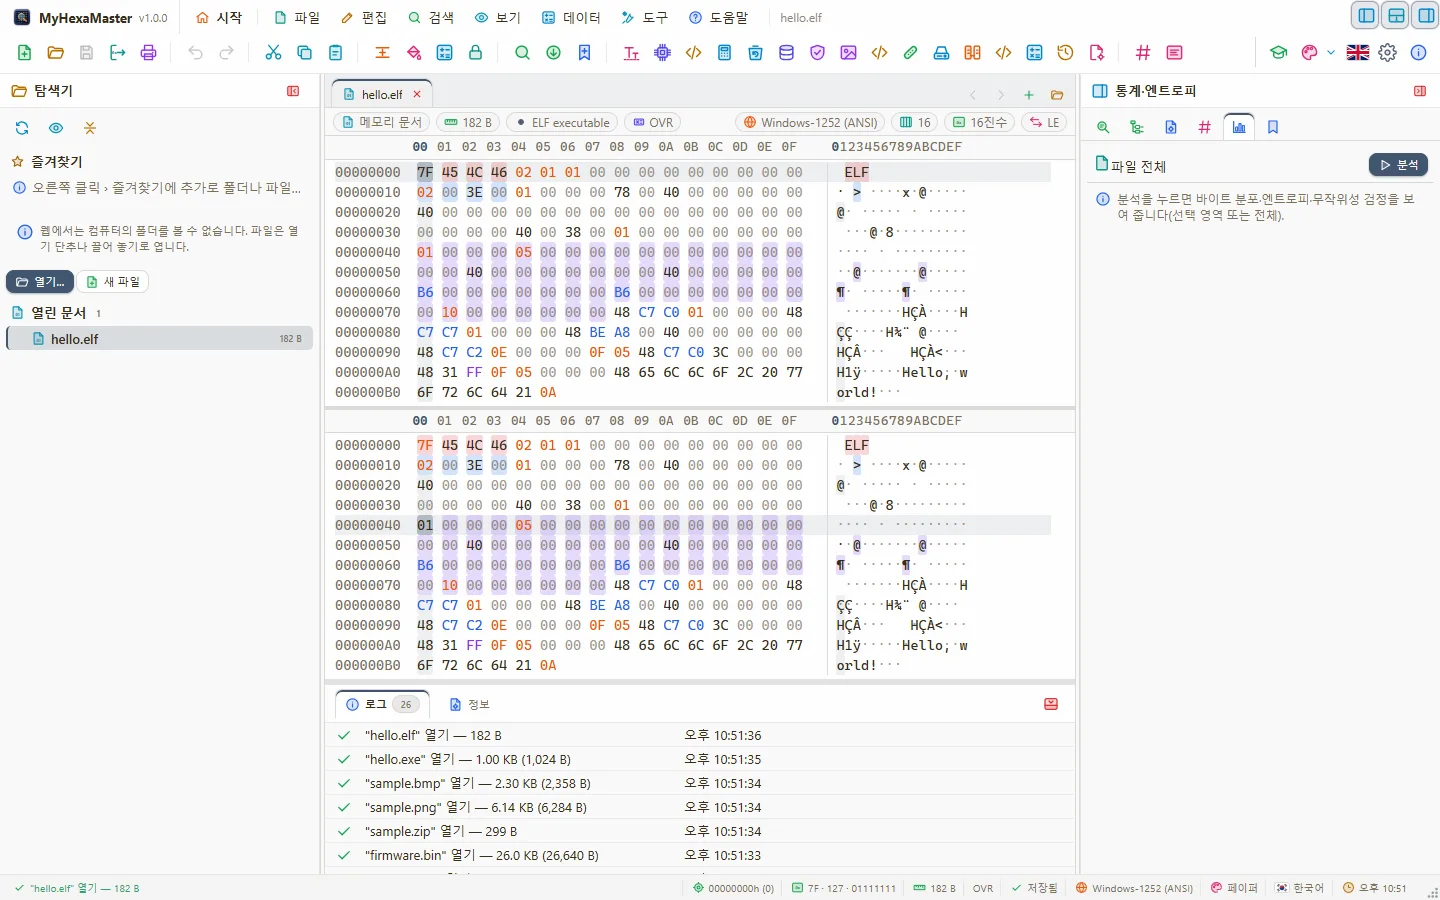 MyHexaMaster v1.0.0 시작 파일 편집 검색 보기 데이터 도구 도움말 hello.elf
탐색기
즐겨찾기
오른쪽 클릭 › 즐겨찾기에 추가로 폴더나 파일...
웹에서는 컴퓨터의 폴더를 볼 수 없습니다. 파일은 열
기 단추나 끌어 놓기로 엽니다.
열기... 새 파일
열린 문서 1
hello.elf 182 B
hello.elf
메모리 문서 182 B ELF executable OVR Windows-1252 (ANSI) 16 16진수 LE
00 01 02 03 04 05 06 07 08 09 0A 0B 0C 0D 0E 0F 0123456789ABCDEF
00000000 7F 45 4C 46 02 01 01 00 00 00 00 00 00 00 00 00 ELF
00000010 02 00 3E 00 01 00 00 00 78 00 40 00 00 00 00 00 · > ····x·@·····
00000020 40 00 00 00 00 00 00 00 00 00 00 00 00 00 00 00 @· ····· · ·····
00000030 00 00 00 00 40 00 38 00 01 00 00 00 00 00 00 00 ···@·8·········
00000040 01 00 00 00 05 00 00 00 00 00 00 00 00 00 00 00
00000050 00 00 40 00 00 00 00 00 00 00 40 00 00 00 00 00 ··@·······@·····
00000060 B6 00 00 00 00 00 00 00 B6 00 00 00 00 00 00 00 ¶· ·····¶· ·····
00000070 00 10 00 00 00 00 00 00 48 C7 C0 01 00 00 00 48 ·······HÇÀ····H
00000080 C7 C7 01 00 00 00 48 BE A8 00 40 00 00 00 00 00 ÇÇ····H¾¨·@·····
00000090 48 C7 C2 0E 00 00 00 0F 05 48 C7 C0 3C 00 00 00 HÇÂ··· HÇÀ<···
000000A0 48 31 FF 0F 05 00 00 00 48 65 6C 6C 6F 2C 20 77 H1ÿ·····Hello,·w
000000B0 6F 72 6C 64 21 0A orld!···
00 01 02 03 04 05 06 07 08 09 0A 0B 0C 0D 0E 0F 0123456789ABCDEF
00000000 7F 45 4C 46 02 01 01 00 00 00 00 00 00 00 00 00 ELF
00000010 02 00 3E 00 01 00 00 00 78 00 40 00 00 00 00 00 · > ····x·@·····
00000020 40 00 00 00 00 00 00 00 00 00 00 00 00 00 00 00 @· ····· · ·····
00000030 00 00 00 00 40 00 38 00 01 00 00 00 00 00 00 00 ···@·8·········
00000040 01 00 00 00 05 00 00 00 00 00 00 00 00 00 00 00
00000050 00 00 40 00 00 00 00 00 00 00 40 00 00 00 00 00 ··@·······@·····
00000060 B6 00 00 00 00 00 00 00 B6 00 00 00 00 00 00 00 ¶· ·····¶· ·····
00000070 00 10 00 00 00 00 00 00 48 C7 C0 01 00 00 00 48 ·······HÇÀ····H
00000080 C7 C7 01 00 00 00 48 BE A8 00 40 00 00 00 00 00 ÇÇ····H¾¨·@·····
00000090 48 C7 C2 0E 00 00 00 0F 05 48 C7 C0 3C 00 00 00 HÇÂ··· HÇÀ<···
000000A0 48 31 FF 0F 05 00 00 00 48 65 6C 6C 6F 2C 20 77 H1ÿ·····Hello,·w
000000B0 6F 72 6C 64 21 0A orld!···
로그 26 정보
"hello.elf" 열기 — 182 B 오후 10:51:36
"hello.exe" 열기 — 1.00 KB (1,024 B) 오후 10:51:35
"sample.bmp" 열기 — 2.30 KB (2,358 B) 오후 10:51:34
"sample.png" 열기 — 6.14 KB (6,284 B) 오후 10:51:34
"sample.zip" 열기 — 299 B 오후 10:51:34
"firmware.bin" 열기 — 26.0 KB (26,640 B) 오후 10:51:33
통계·엔트로피
파일 전체 분석
분석을 누르면 바이트 분포·엔트로피·무작위성 검정을 보
여 줍니다(선택 영역 또는 전체).
"hello.elf" 열기 — 182 B 00000000h (0) 7F · 127 · 01111111 182 B OVR 저장됨 Windows-1252 (ANSI) 페이퍼 한국어 오후 10:51